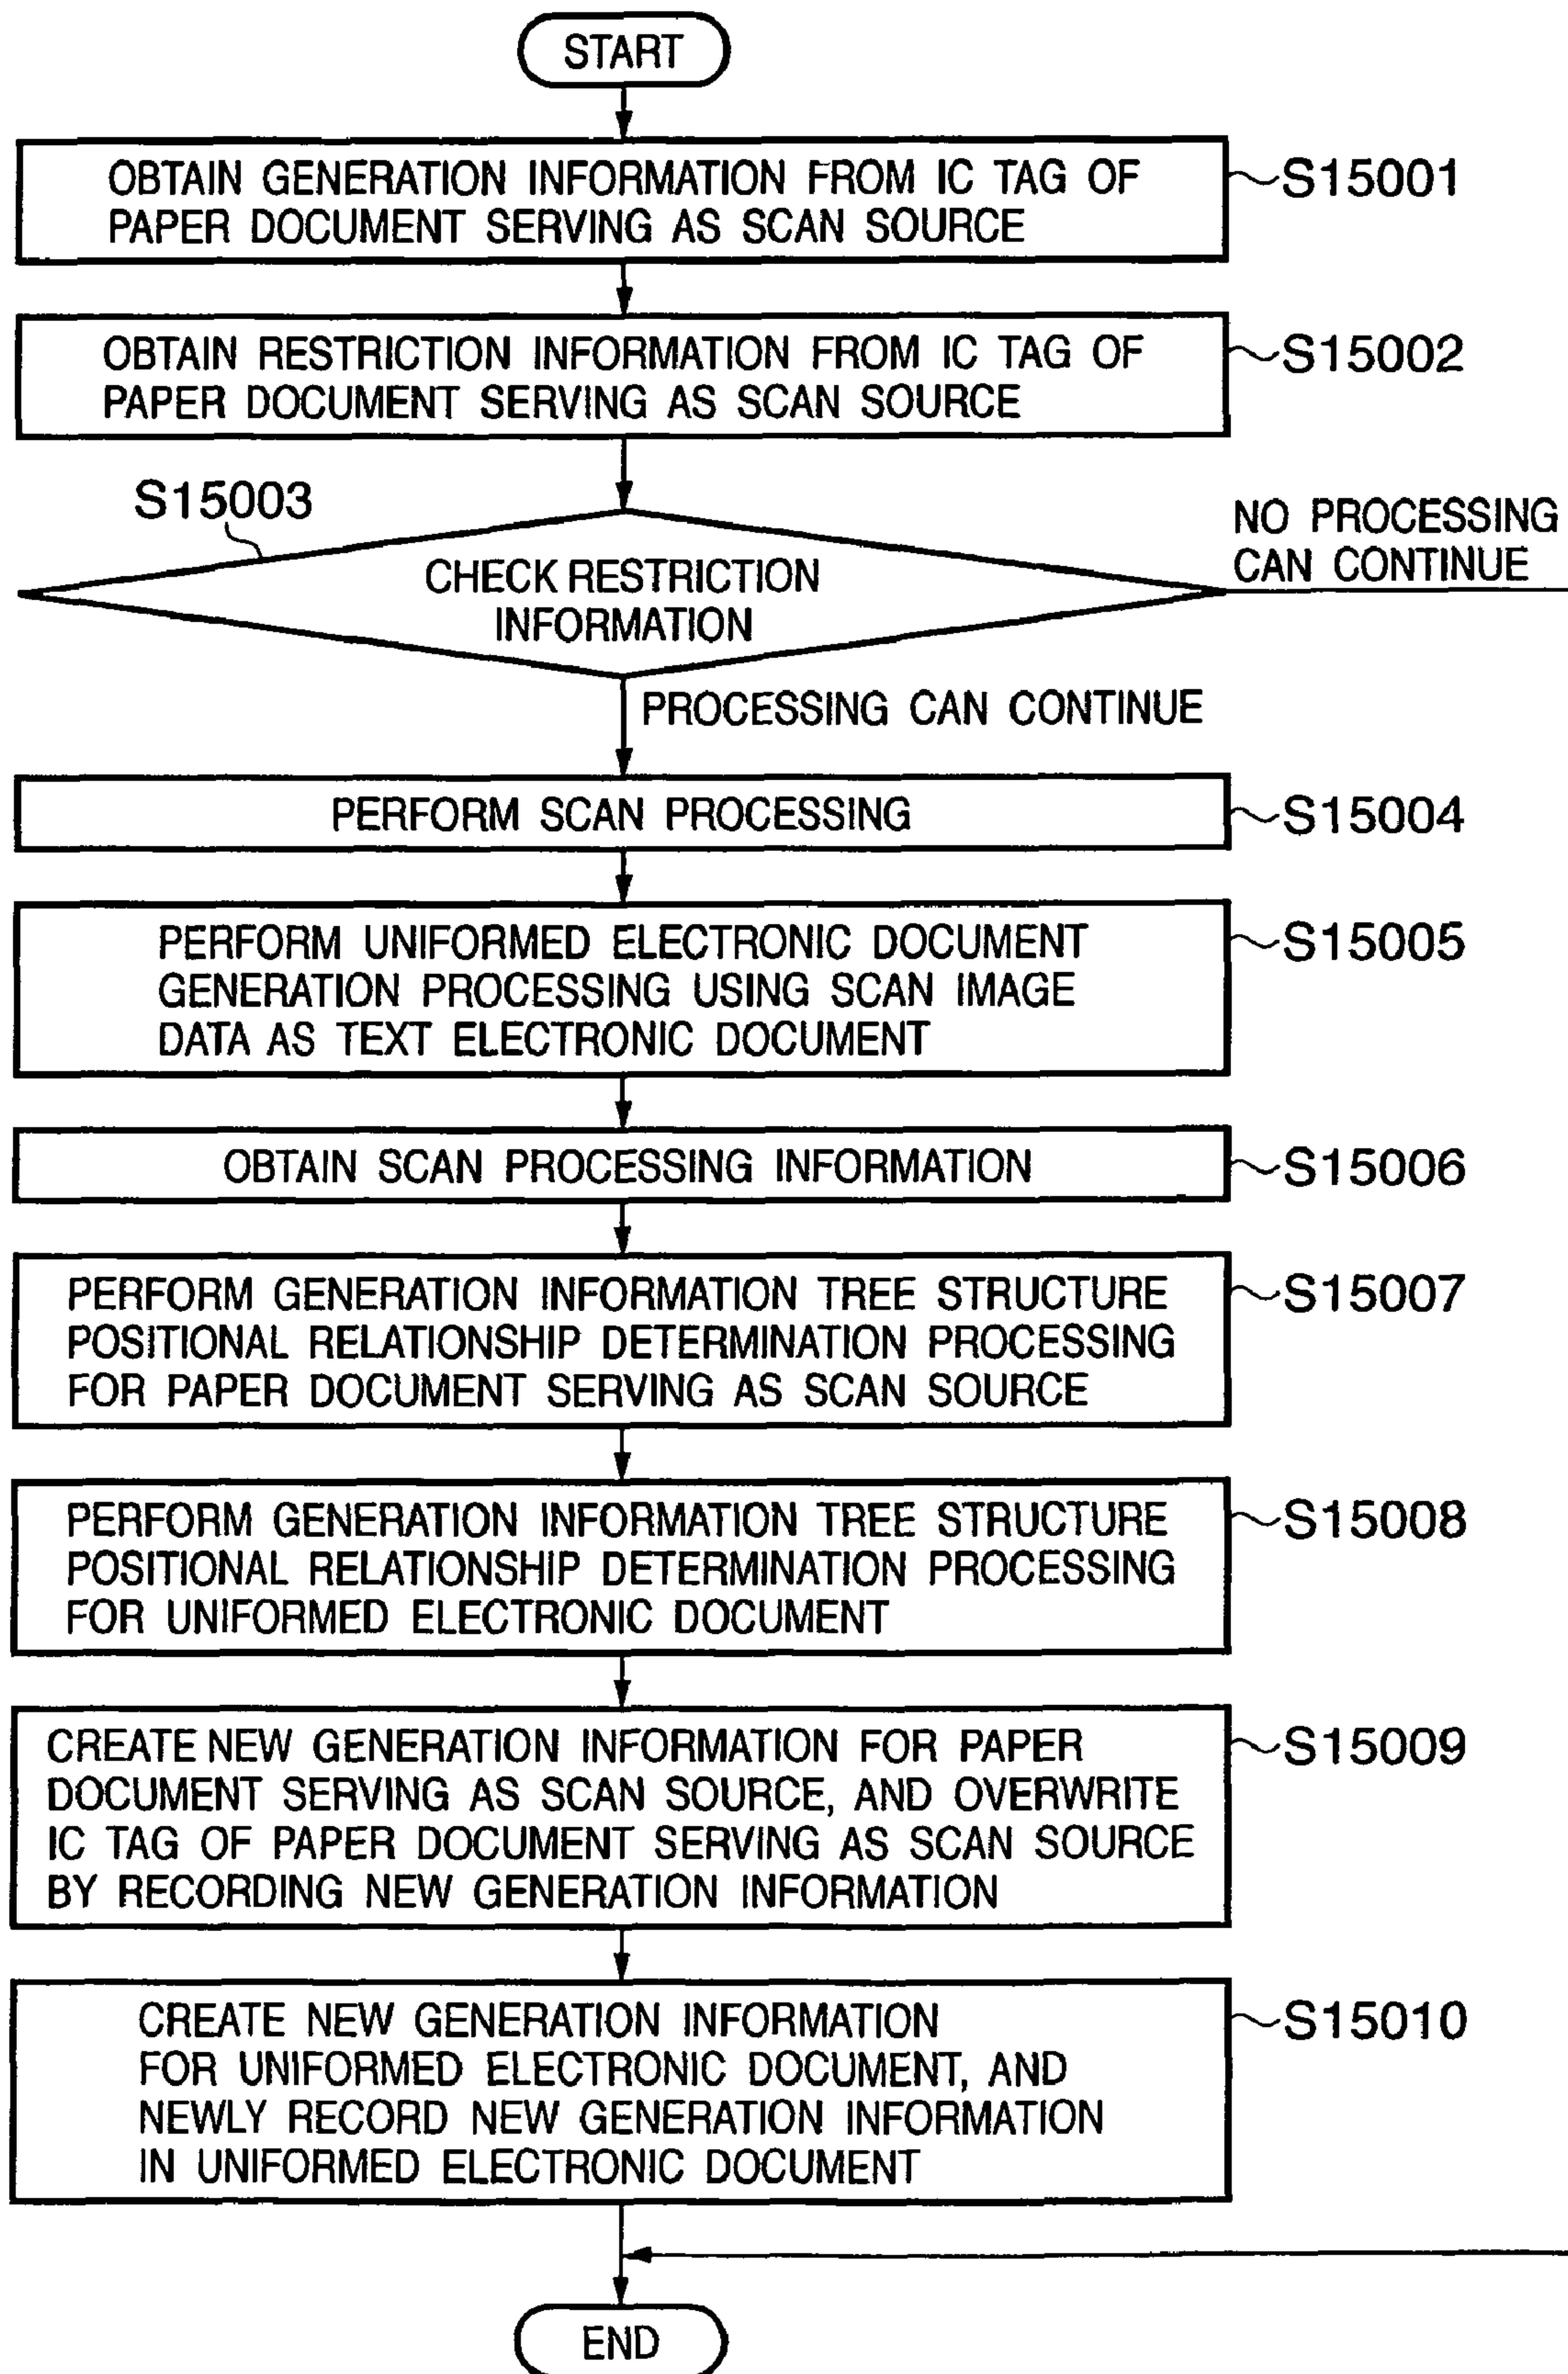 START
OBTAIN GENERATION INFORMATION FROM IC TAG OF
PAPER DOCUMENT SERVING AS SCAN SOURCE
S15001
OBTAIN RESTRICTION INFORMATION FROM IC TAG OF
PAPER DOCUMENT SERVING AS SCAN SOURCE
S15002
S15003
CHECK RESTRICTION
INFORMATION
NO PROCESSING
CAN CONTINUE
PROCESSING CAN CONTINUE
PERFORM SCAN PROCESSING
S15004
PERFORM UNIFORMED ELECTRONIC DOCUMENT
GENERATION PROCESSING USING SCAN IMAGE
DATA AS TEXT ELECTRONIC DOCUMENT
S15005
OBTAIN SCAN PROCESSING INFORMATION
S15006
PERFORM GENERATION INFORMATION TREE STRUCTURE
POSITIONAL RELATIONSHIP DETERMINATION PROCESSING
FOR PAPER DOCUMENT SERVING AS SCAN SOURCE
S15007
PERFORM GENERATION INFORMATION TREE STRUCTURE
POSITIONAL RELATIONSHIP DETERMINATION PROCESSING
FOR UNIFORMED ELECTRONIC DOCUMENT
S15008
CREATE NEW GENERATION INFORMATION FOR PAPER
DOCUMENT SERVING AS SCAN SOURCE, AND OVERWRITE
IC TAG OF PAPER DOCUMENT SERVING AS SCAN SOURCE
BY RECORDING NEW GENERATION INFORMATION
S15009
CREATE NEW GENERATION INFORMATION
FOR UNIFORMED ELECTRONIC DOCUMENT, AND
NEWLY RECORD NEW GENERATION INFORMATION
IN UNIFORMED ELECTRONIC DOCUMENT
S15010
END